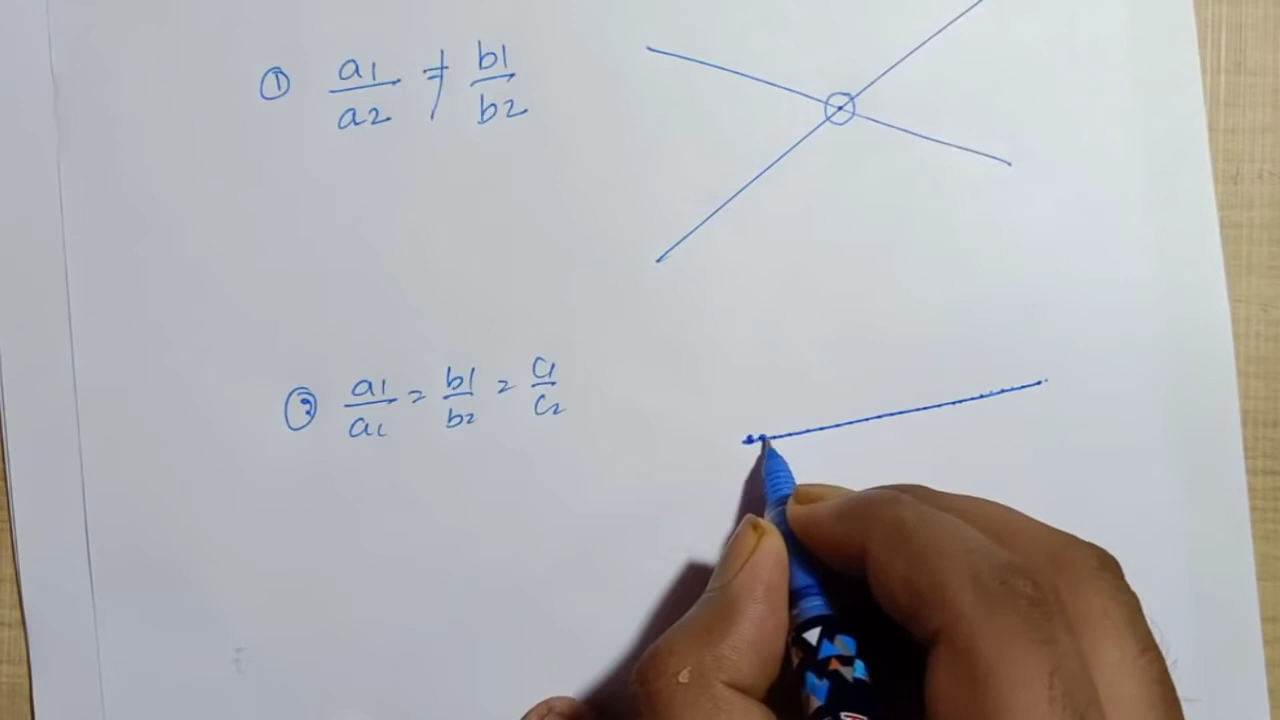 ① a1/a2 ≠ b1/b2
② a1/a2 = b1/b2 = c1/c2